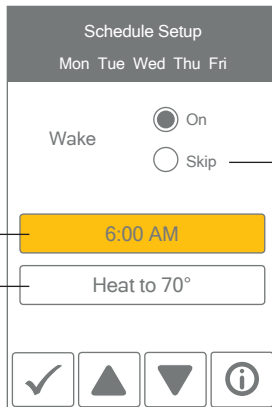 Schedule Setup
Mon Tue Wed Thu Fri
On
Wake
Skip
6:00 AM
Heat to 70°